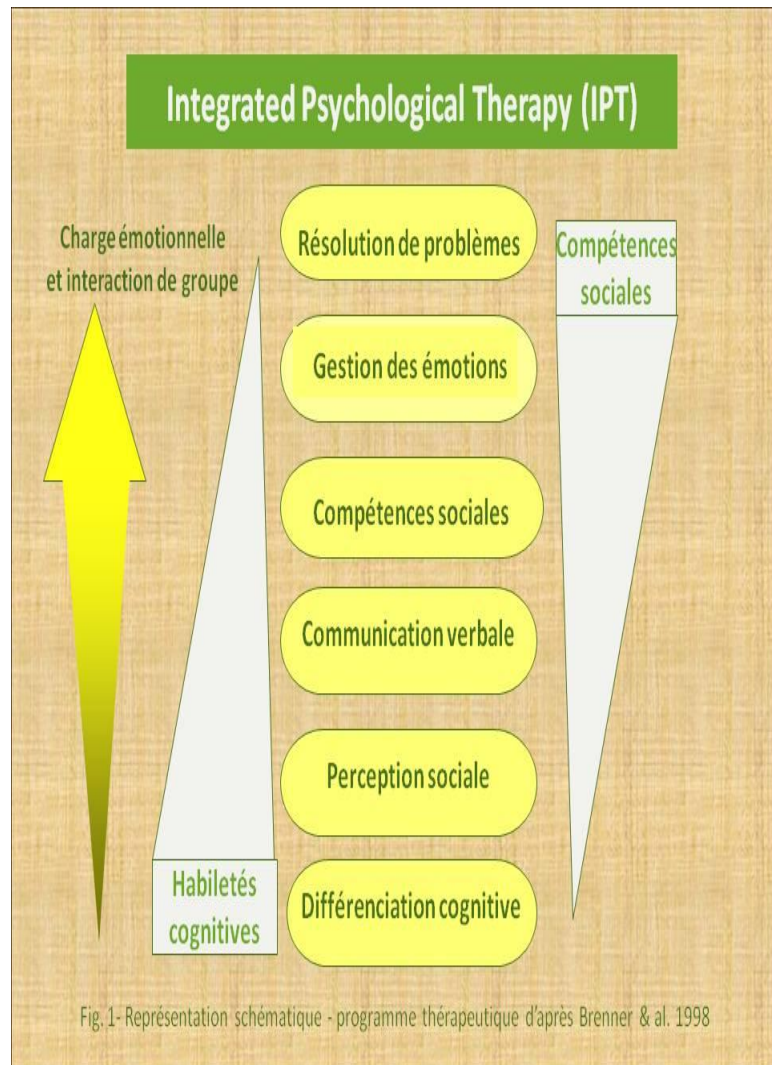 Integrated Psychological Therapy (IPT)
Charge émotionnelle
et interaction de groupe
Résolution de problèmes
Compétences
sociales
Gestion des émotions
Compétences sociales
Communication verbale
Perception sociale
Habiletés
cognitives
Différenciation cognitive
Fig. 1- Représentation schématique - programme thérapeutique d'après Brenner & al. 1998